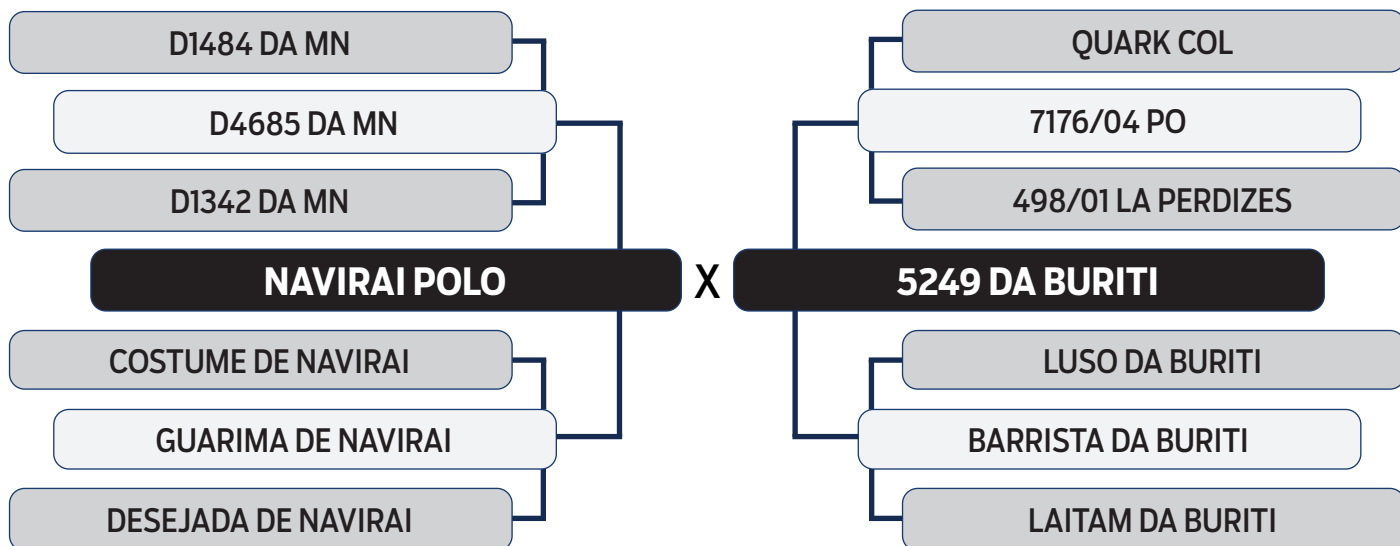 D1484 DA MN
QUARK COL
D4685 DA MN
7176/04 PO
D1342 DA MN
498/01 LA PERDIZES
NAVIRAI POLO X 5249 DA BURITI
COSTUME DE NAVIRAI
LUSO DA BURITI
GUARIMA DE NAVIRAI
BARRISTA DA BURITI
DESEJADA DE NAVIRAI
LAITAM DA BURITI